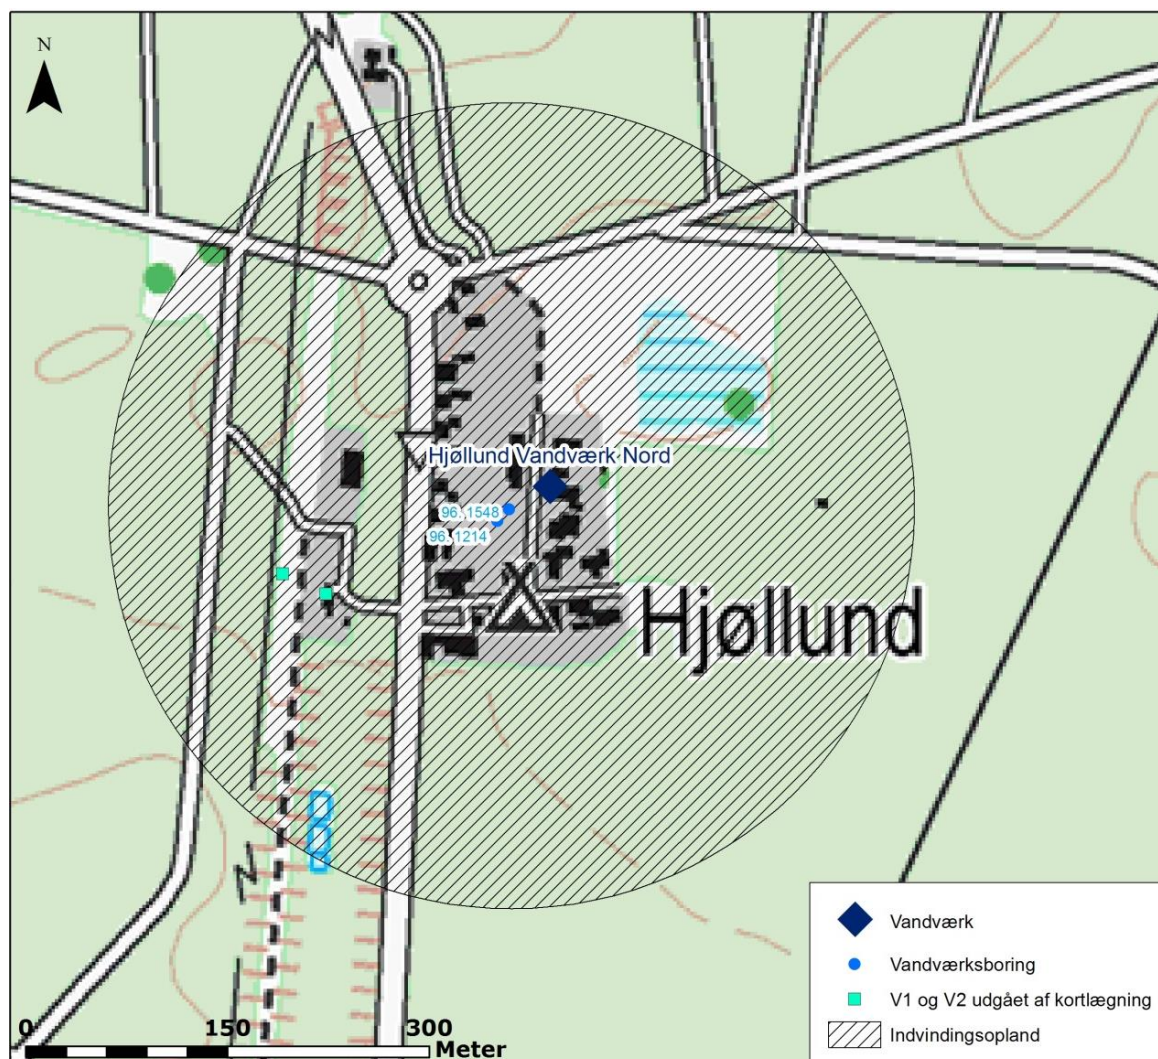 N
Hjøllund Vandværk Nord
96. 1548
96. 1214
Hjøllund
Vandværk
Vandværksboring
V1 og V2 udgået af kortlægning
Indvindingsopland
0 150 300
Meter